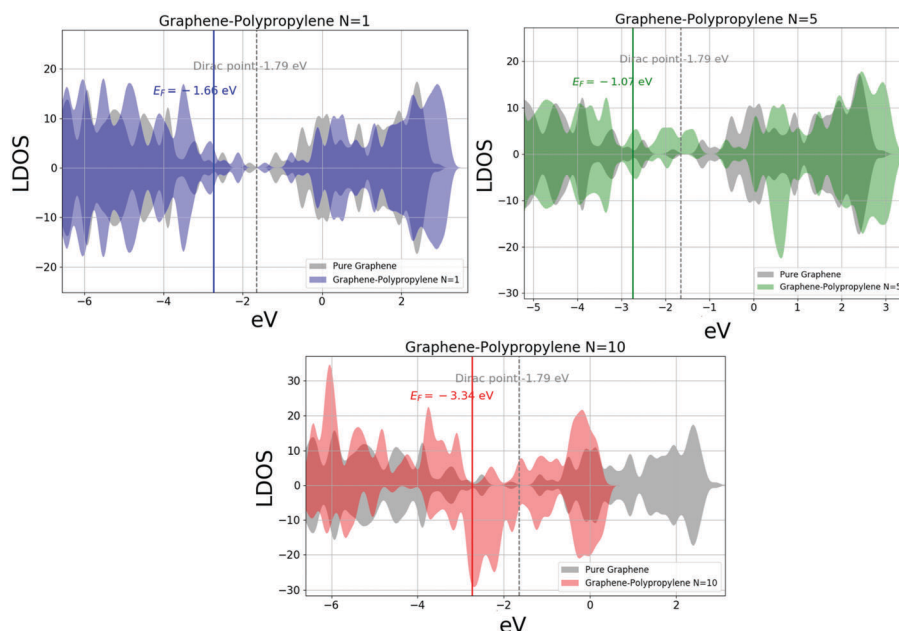 Graphene-Polypropylene N=1
Dirac point -1.79 eV
E_F = −1.66 eV
LDOS
20
10
0
−10
−20
Pure Graphene
Graphene-Polypropylene N=1
−6
−4
−2
0
2
eV
Graphene-Polypropylene N=5
Dirac point -1.79 eV
E_F = −1.07 eV
LDOS
20
10
0
−10
−20
−30
Pure Graphene
Graphene-Polypropylene N=5
−5
−4
−3
−2
−1
0
1
2
3
eV
Graphene-Polypropylene N=10
Dirac point -1.79 eV
E_F = −3.34 eV
LDOS
30
20
10
0
−10
−20
−30
Pure Graphene
Graphene-Polypropylene N=10
−6
−4
−2
0
2
eV